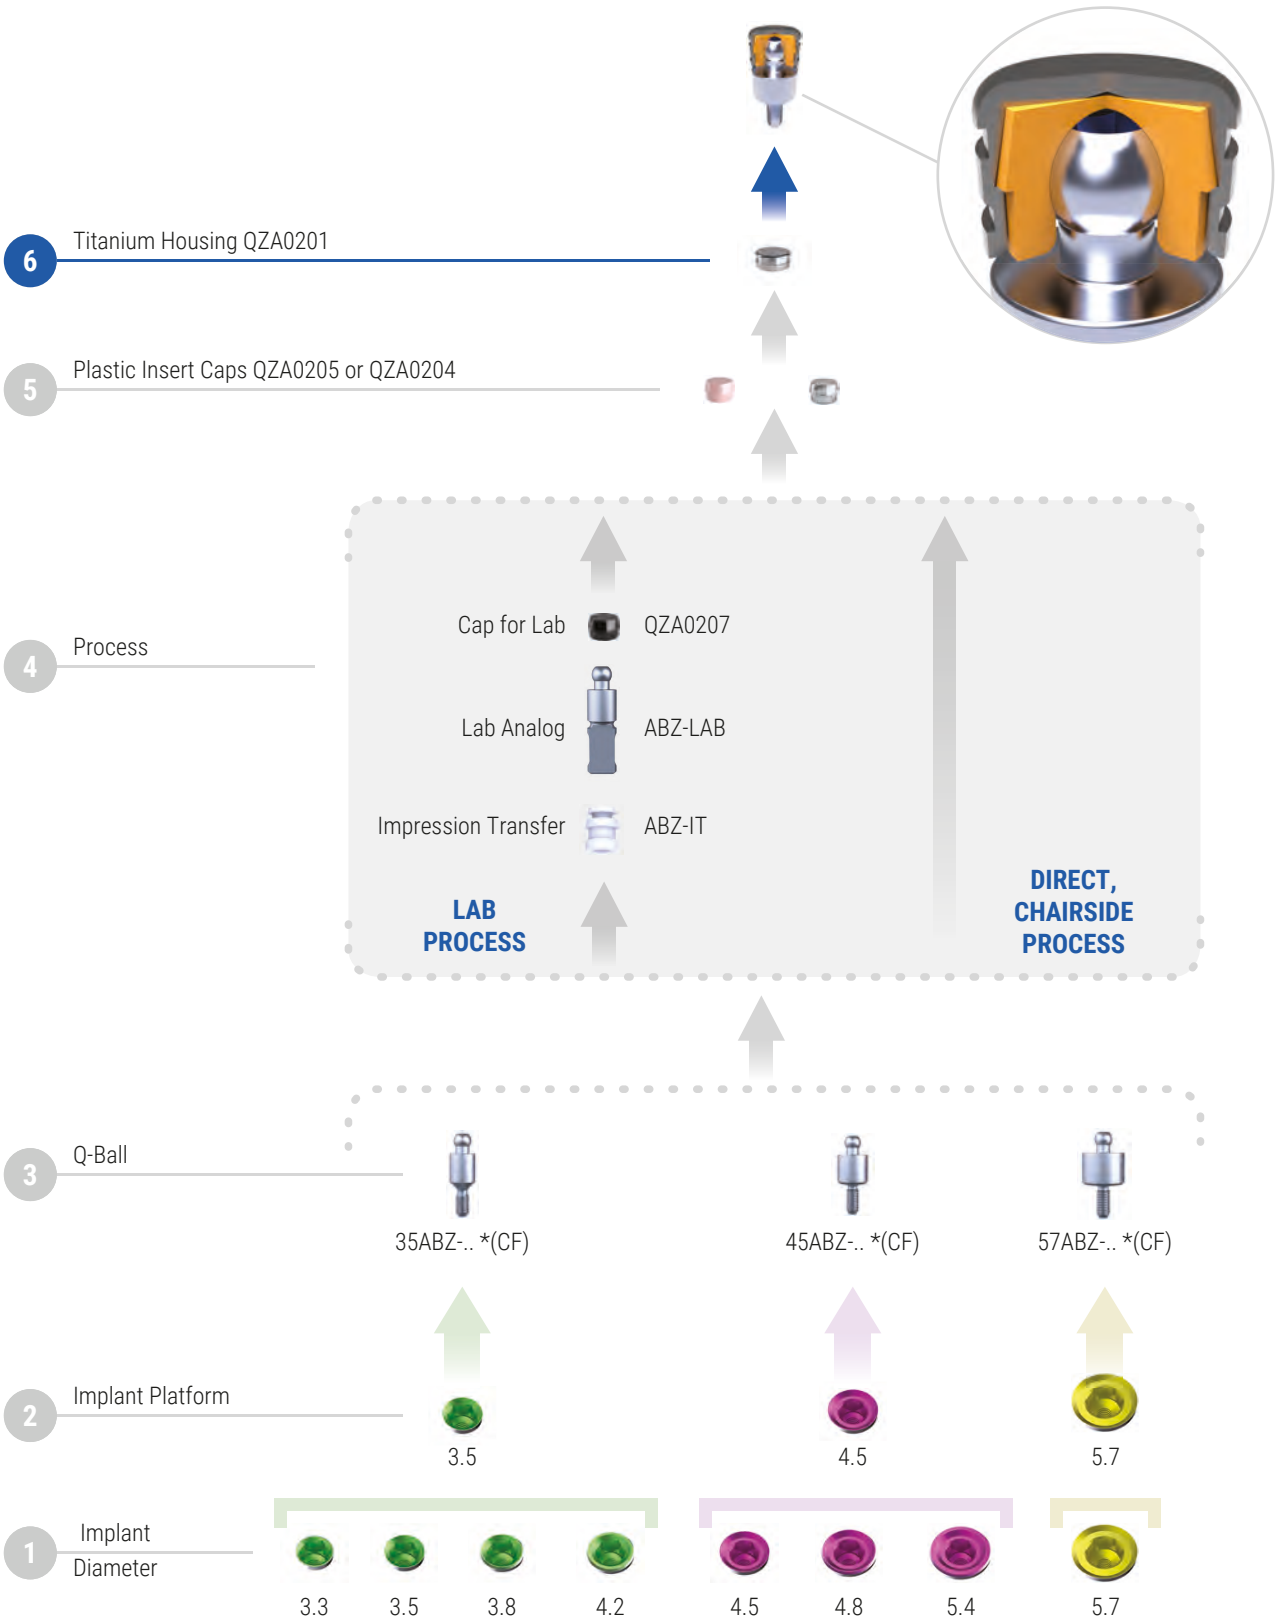 6
Titanium Housing QZA0201
5
Plastic Insert Caps QZA0205 or QZA0204
4
Process
Cap for Lab QZA0207
Lab Analog ABZ-LAB
Impression Transfer ABZ-IT
LAB
PROCESS
DIRECT,
CHAIRSIDE
PROCESS
3
Q-Ball
35ABZ-.. *(CF) 45ABZ-.. *(CF) 57ABZ-.. *(CF)
2
Implant Platform
3.5 4.5 5.7
1
Implant
Diameter
3.3 3.5 3.8 4.2 4.5 4.8 5.4 5.7